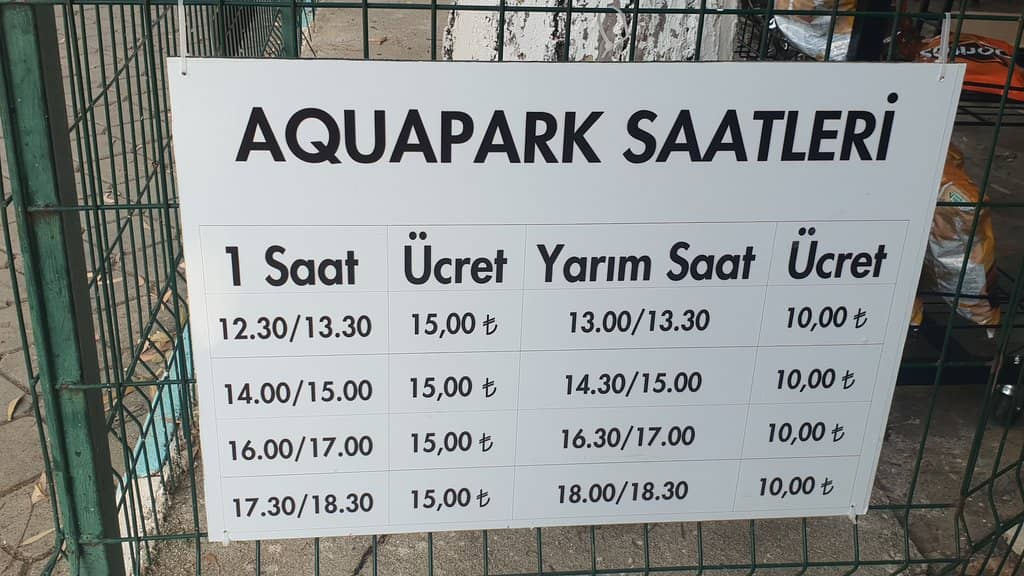 AQUAPARK SAATLERİ
1 Saat Ücret Yarım Saat Ücret
12.30/13.30 15,00 ₺ 13.00/13.30 10,00 ₺
14.00/15.00 15,00 ₺ 14.30/15.00 10,00 ₺
16.00/17.00 15,00 ₺ 16.30/17.00 10,00 ₺
17.30/18.30 15,00 ₺ 18.00/18.30 10,00 ₺